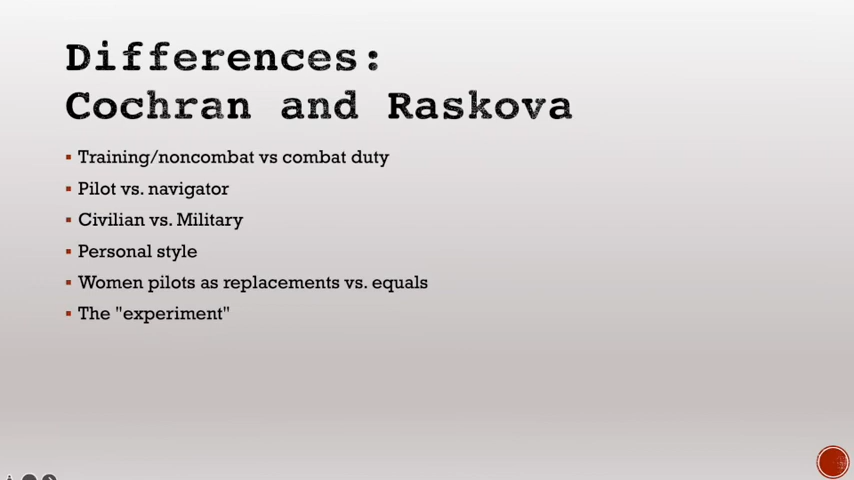 Differences:
Cochran and Raskova
Training/noncombat vs combat duty
Pilot vs. navigator
Civilian vs. Military
Personal style
Women pilots as replacements vs. equals
The "experiment"